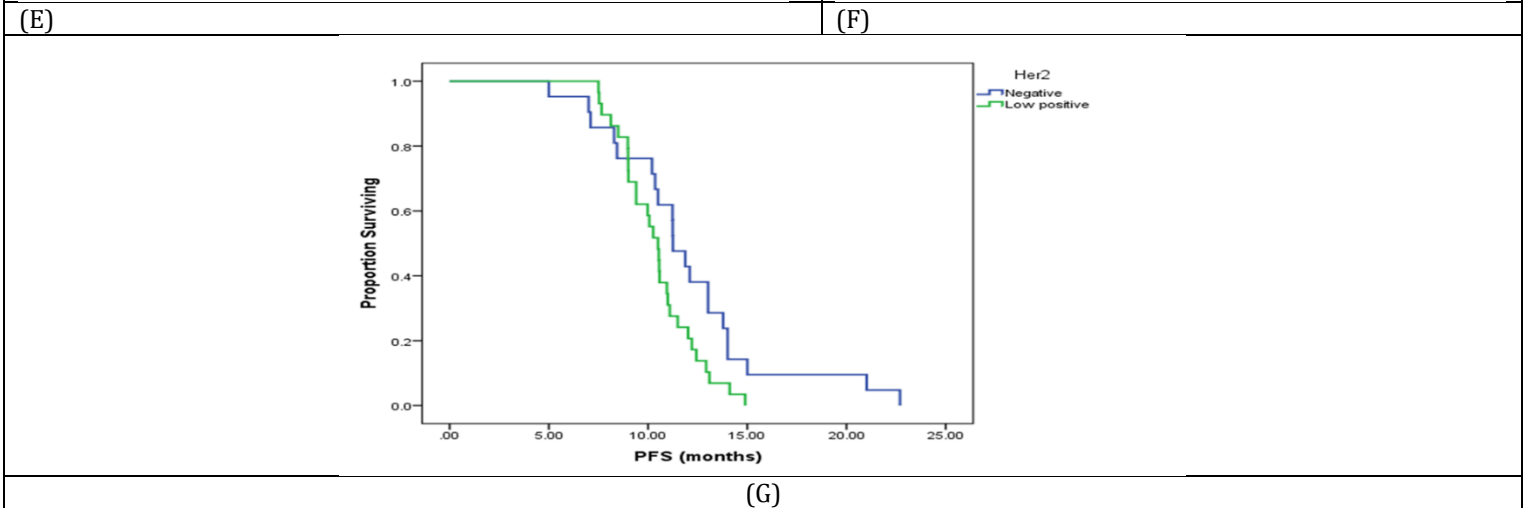 (E) (F)
Her2
Negative
Low positive
1.0
0.8
0.6
0.4
0.2
0.0
Proportion Surviving
.00 5.00 10.00 15.00 20.00 25.00
PFS (months)
(G)